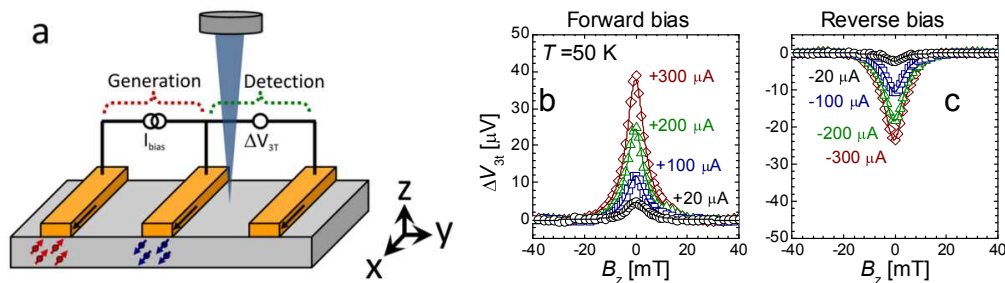 a
Generation
Detection
I_bias
ΔV_3T
z
y
x
Forward bias
T =50 K
b
+300 μA
+200 μA
+100 μA
+20 μA
ΔV_3t [μV]
50
40
30
20
10
0
-40 -20 0 20 40
B_z [mT]
Reverse bias
c
-20 μA
-100 μA
-200 μA
-300 μA
0
-10
-20
-30
-40
-40 -20 0 20 40
B_z [mT]